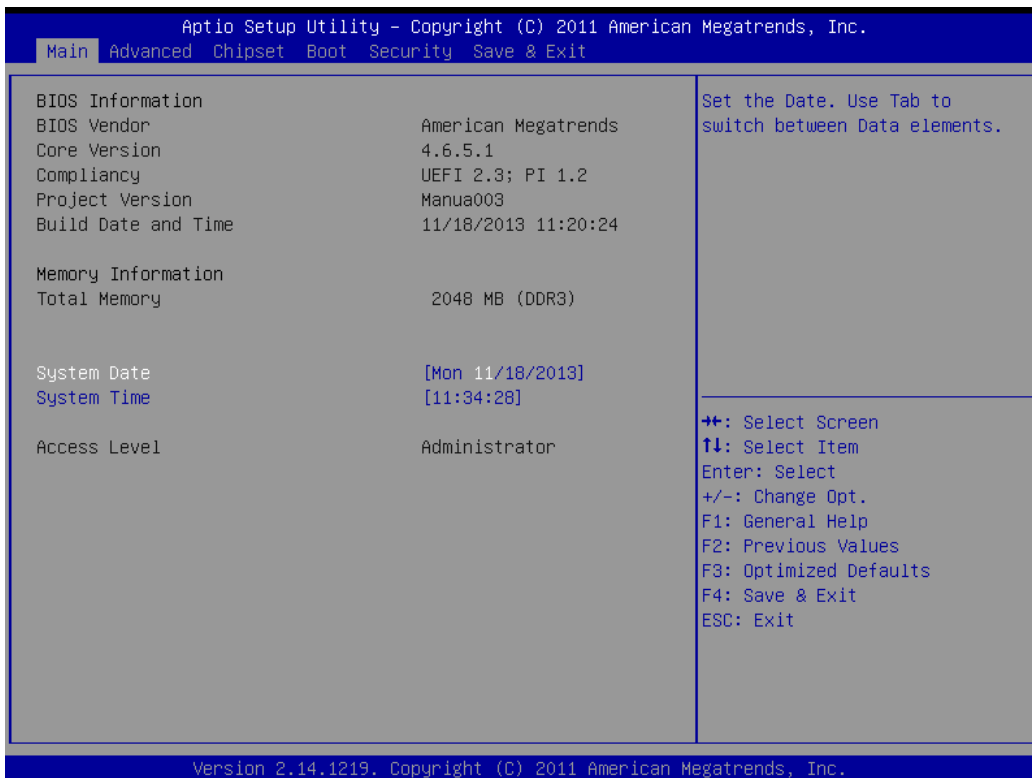 Aptio Setup Utility – Copyright (C) 2011 American Megatrends, Inc.
Main Advanced Chipset Boot Security Save & Exit
BIOS Information
BIOS Vendor American Megatrends
Core Version 4.6.5.1
Compliancy UEFI 2.3; PI 1.2
Project Version Manua003
Build Date and Time 11/18/2013 11:20:24
Memory Information
Total Memory 2048 MB (DDR3)
System Date [Mon 11/18/2013]
System Time [11:34:28]
Access Level Administrator
Set the Date. Use Tab to
switch between Data elements.
→←: Select Screen
↑↓: Select Item
Enter: Select
+/-: Change Opt.
F1: General Help
F2: Previous Values
F3: Optimized Defaults
F4: Save & Exit
ESC: Exit
Version 2.14.1219. Copyright (C) 2011 American Megatrends, Inc.